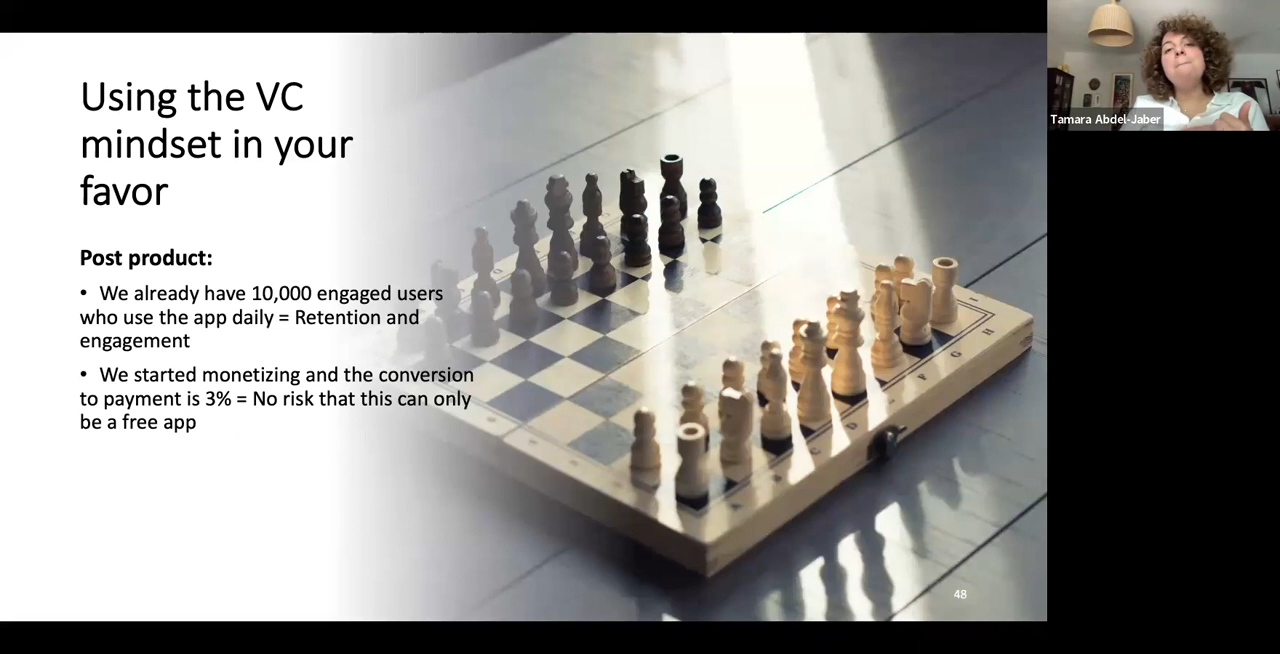 Using the VC
mindset in your
favor
Post product:
• We already have 10,000 engaged users
who use the app daily = Retention and
engagement
• We started monetizing and the conversion
to payment is 3% = No risk that this can only
be a free app
48
Tamara Abdel-Jaber